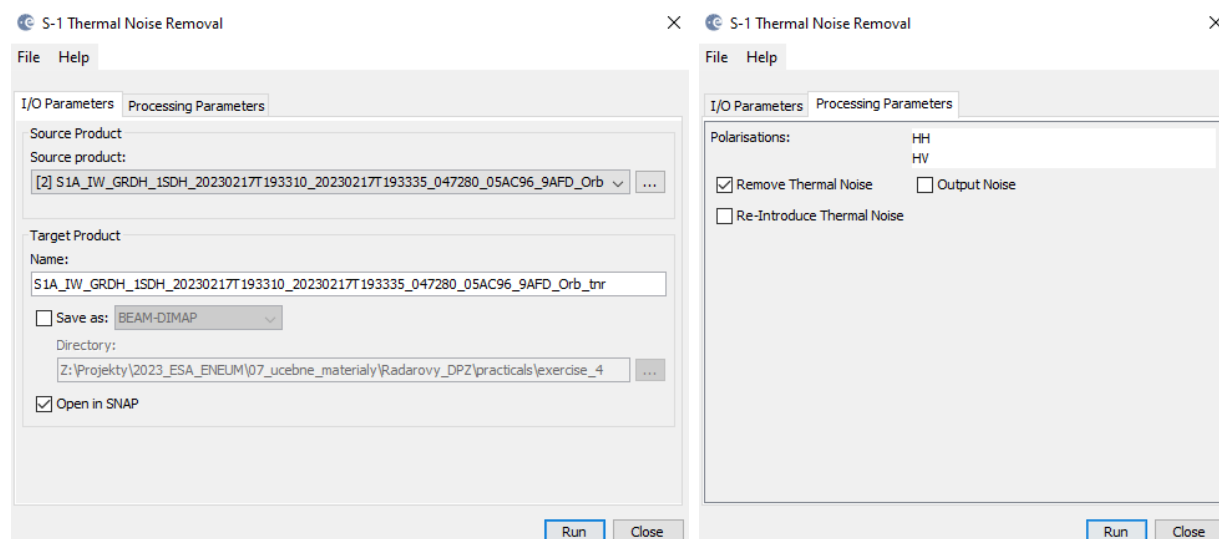 S-1 Thermal Noise Removal
File Help
I/O Parameters Processing Parameters
Source Product
Source product:
[2] S1A_IW_GRDH_1SDH_20230217T193310_20230217T193335_047280_05AC96_9AFD_Orb ...
Target Product
Name:
S1A_IW_GRDH_1SDH_20230217T193310_20230217T193335_047280_05AC96_9AFD_Orb_tnr
Save as: BEAM-DIMAP
Directory:
Z:\Projekty\2023_ESA_ENEUM\07_ucebne_materialy\Radarovy_DPZ\practicals\exercise_4 ...
Open in SNAP
Run Close
S-1 Thermal Noise Removal
File Help
I/O Parameters Processing Parameters
Polarisations: HH
HV
Remove Thermal Noise Output Noise
Re-Introduce Thermal Noise
Run Close